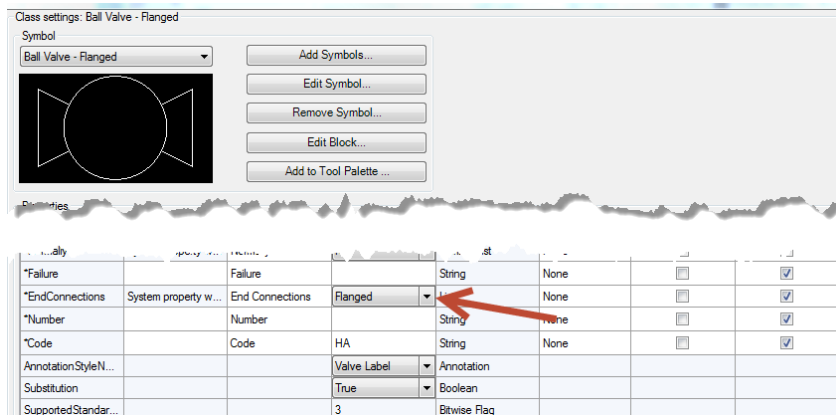 Class settings: Ball Valve - Flanged
Symbol
Ball Valve - Flanged
Add Symbols...
Edit Symbol...
Remove Symbol...
Edit Block...
Add to Tool Palette ...
*Failure Failure String None
*EndConnections System property w... End Connections Flanged None
*Number Number String None
*Code Code HA String None
AnnotationStyleN... Valve Label Annotation
Substitution True Boolean
SupportedStandar... 3 Bitwise Flag